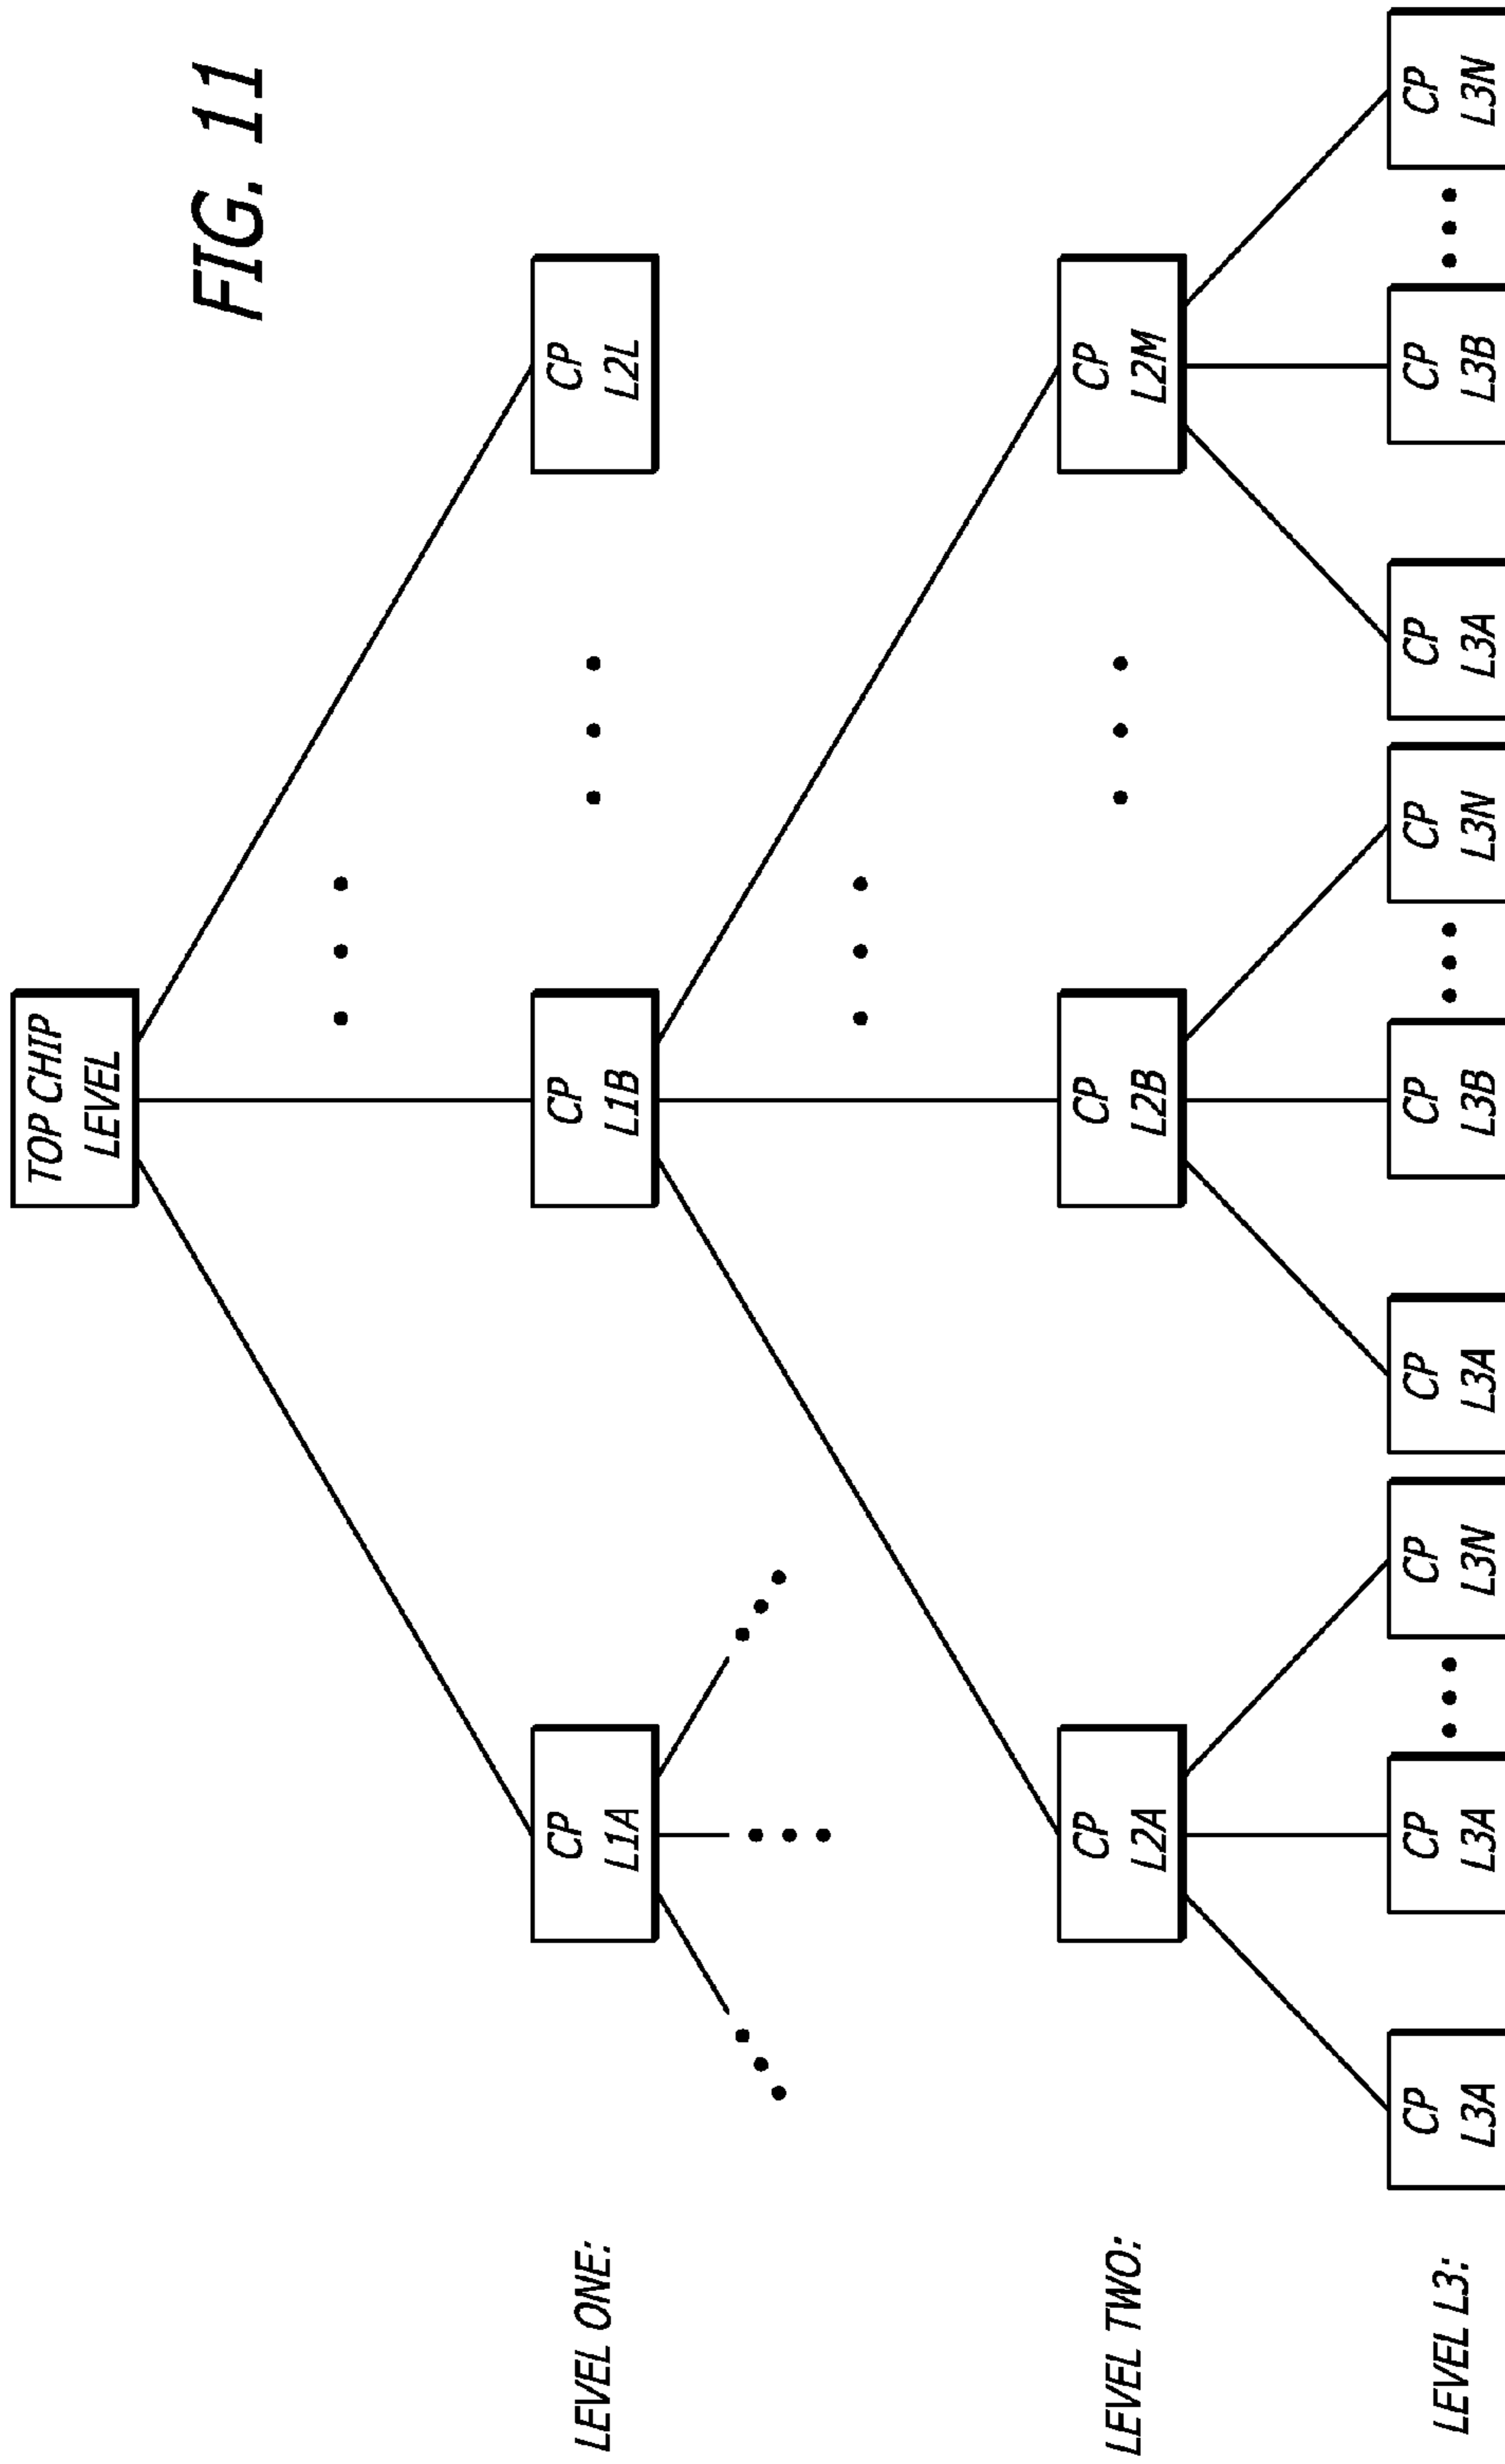 FIG. 11
TOP CHIP
LEVEL
LEVEL ONE:
CP
L1A
CP
L1B
CP
L2L
LEVEL TWO:
CP
L2A
CP
L2B
CP
L2M
LEVEL L3:
CP
L3A
CP
L3A
CP
L3N
CP
L3A
CP
L3B
CP
L3N
CP
L3A
CP
L3B
CP
L3N